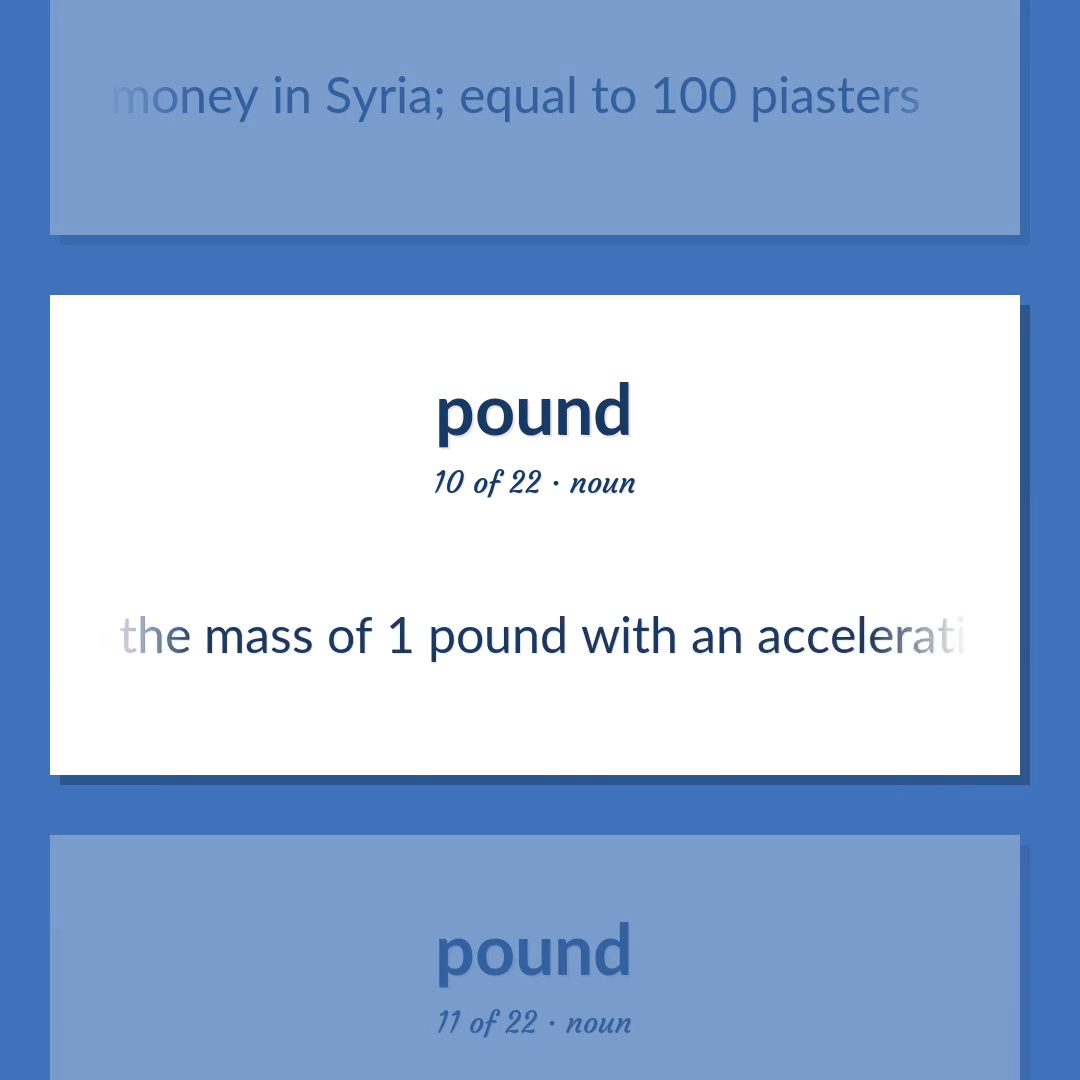 money in Syria; equal to 100 piasters
pound
10 of 22 · noun
the mass of 1 pound with an accelerati
pound
11 of 22 · noun